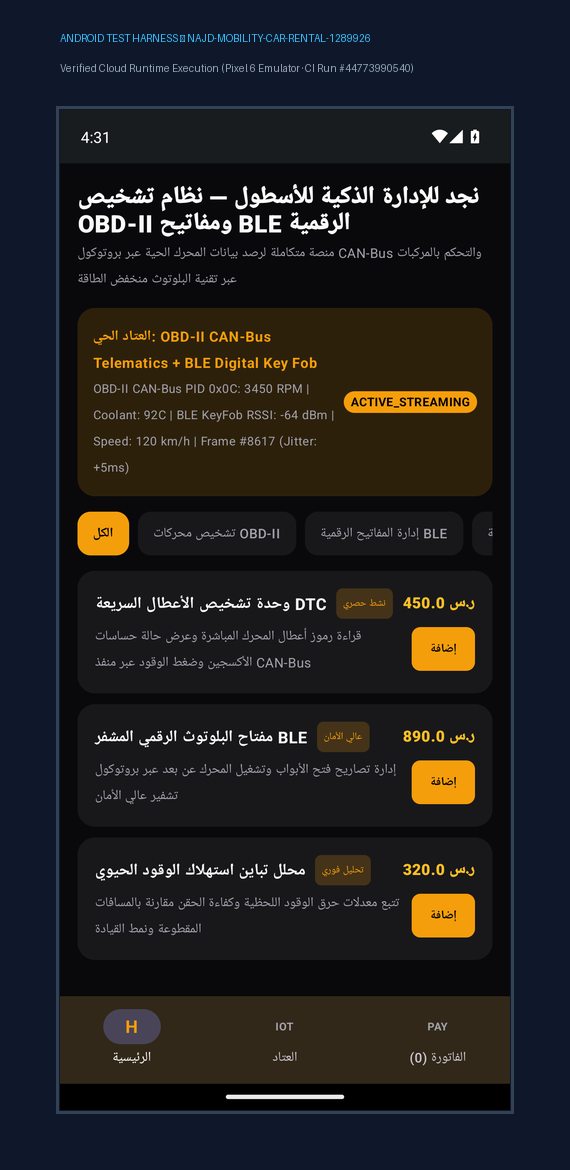 ANDROID TEST HARNESS NAJD-MOBILITY-CAR-RENTAL-1289926
Verified Cloud Runtime Execution (Pixel 6 Emulator · CI Run #44773990540)
4:31
نجد للإدارة الذكية للأسطول — نظام تشخيص
OBD-II ومفاتيح BLE الرقمية
منصة متكاملة لرصد بيانات المحرك الحية عبر بروتوكول CAN-Bus والتحكم بالمركبات
عبر تقنية البلوتوث منخفض الطاقة
العتاد الحي: OBD-II CAN-Bus
Telematics + BLE Digital Key Fob
OBD-II CAN-Bus PID 0x0C: 3450 RPM |
Coolant: 92C | BLE KeyFob RSSI: -64 dBm |
Speed: 120 km/h | Frame #8617 (Jitter:
+5ms)
ACTIVE_STREAMING
الكل
تشخيص محركات OBD-II
إدارة المفاتيح الرقمية BLE
وحدة تشخيص الأعطال السريعة DTC
نشط حصري
450.0 ر.س
قراءة رموز أعطال المحرك المباشرة وعرض حالة حساسات
الأكسجين وضغط الوقود عبر منفذ CAN-Bus
إضافة
مفتاح البلوتوث الرقمي المشفر BLE
عالي الأمان
890.0 ر.س
إدارة تصاريح فتح الأبواب وتشغيل المحرك عن بعد عبر بروتوكول
تشفير عالي الأمان
إضافة
محلل تباين استهلاك الوقود الحيوي
تحليل فوري
320.0 ر.س
تتبع معدلات حرق الوقود اللحظية وكفاءة الحقن مقارنة بالمسافات
المقطوعة ونمط القيادة
إضافة
H
الرئيسية
IOT
العتاد
PAY
الفاتورة (0)